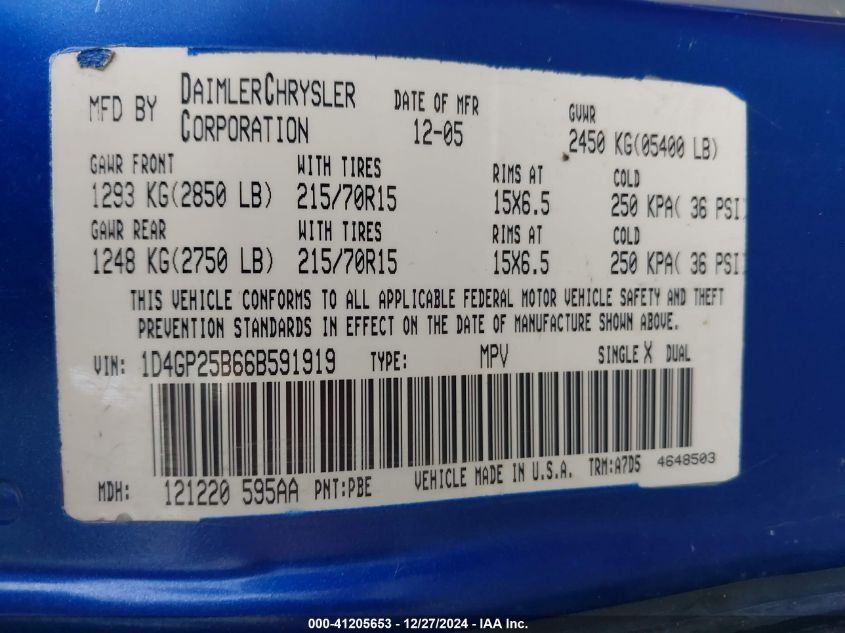 MFD BY DAIMLERCHRYSLER CORPORATION DATE OF MFR 12-05 GVWR 2450 KG(05400 LB)
GAWR FRONT WITH TIRES RIMS AT COLD
1293 KG(2850 LB) 215/70R15 15X6.5 250 KPA( 36 PSI)
GAWR REAR WITH TIRES RIMS AT COLD
1248 KG(2750 LB) 215/70R15 15X6.5 250 KPA( 36 PSI)
THIS VEHICLE CONFORMS TO ALL APPLICABLE FEDERAL MOTOR VEHICLE SAFETY AND THEFT
PREVENTION STANDARDS IN EFFECT ON THE DATE OF MANUFACTURE SHOWN ABOVE.
VIN: 1D4GP25B66B591919 TYPE: MPV SINGLE X DUAL
MDH: 121220 595AA PNT:PBE VEHICLE MADE IN U.S.A. TRM:A7D5 4648503
000-41205653 - 12/27/2024 - IAA Inc.